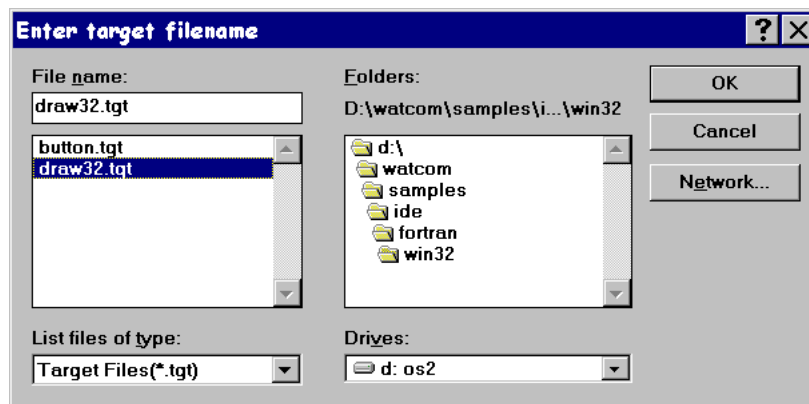 Enter target filename
File name:
draw32.tgt
button.tgt
draw32.tgt
List files of type:
Target Files(*.tgt)
Folders:
D:\watcom\samples\i...\win32
d:\
watcom
samples
ide
fortran
win32
Drives:
d: os2
OK
Cancel
Network...